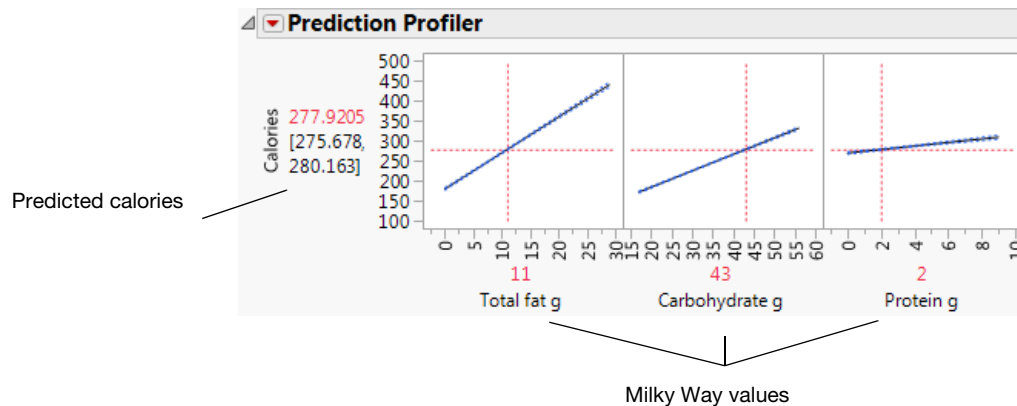 Prediction Profiler
Calories
277.9205
[275.678,
280.163]
500
450
400
350
300
250
200
150
100
0 5 10 15 20 25 30 15 20 25 30 35 40 45 50 55 60 0 2 4 6 8 10
11 43 2
Total fat g Carbohydrate g Protein g
Predicted calories
Milky Way values